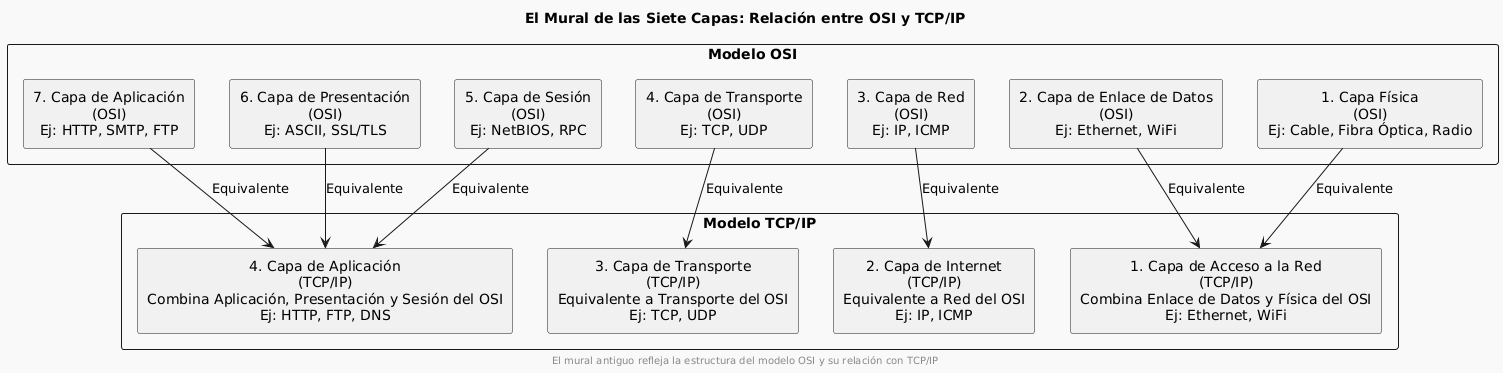 El Mural de las Siete Capas: Relación entre OSI y TCP/IP
Modelo OSI
7. Capa de Aplicación
(OSI)
Ej: HTTP, SMTP, FTP
6. Capa de Presentación
(OSI)
Ej: ASCII, SSL/TLS
5. Capa de Sesión
(OSI)
Ej: NetBIOS, RPC
4. Capa de Transporte
(OSI)
Ej: TCP, UDP
3. Capa de Red
(OSI)
Ej: IP, ICMP
2. Capa de Enlace de Datos
(OSI)
Ej: Ethernet, WiFi
1. Capa Física
(OSI)
Ej: Cable, Fibra Óptica, Radio
Equivalente
Equivalente
Equivalente
Equivalente
Equivalente
Equivalente
Equivalente
Modelo TCP/IP
4. Capa de Aplicación
(TCP/IP)
Combina Aplicación, Presentación y Sesión del OSI
Ej: HTTP, FTP, DNS
3. Capa de Transporte
(TCP/IP)
Equivalente a Transporte del OSI
Ej: TCP, UDP
2. Capa de Internet
(TCP/IP)
Equivalente a Red del OSI
Ej: IP, ICMP
1. Capa de Acceso a la Red
(TCP/IP)
Combina Enlace de Datos y Física del OSI
Ej: Ethernet, WiFi
El mural antiguo refleja la estructura del modelo OSI y su relación con TCP/IP